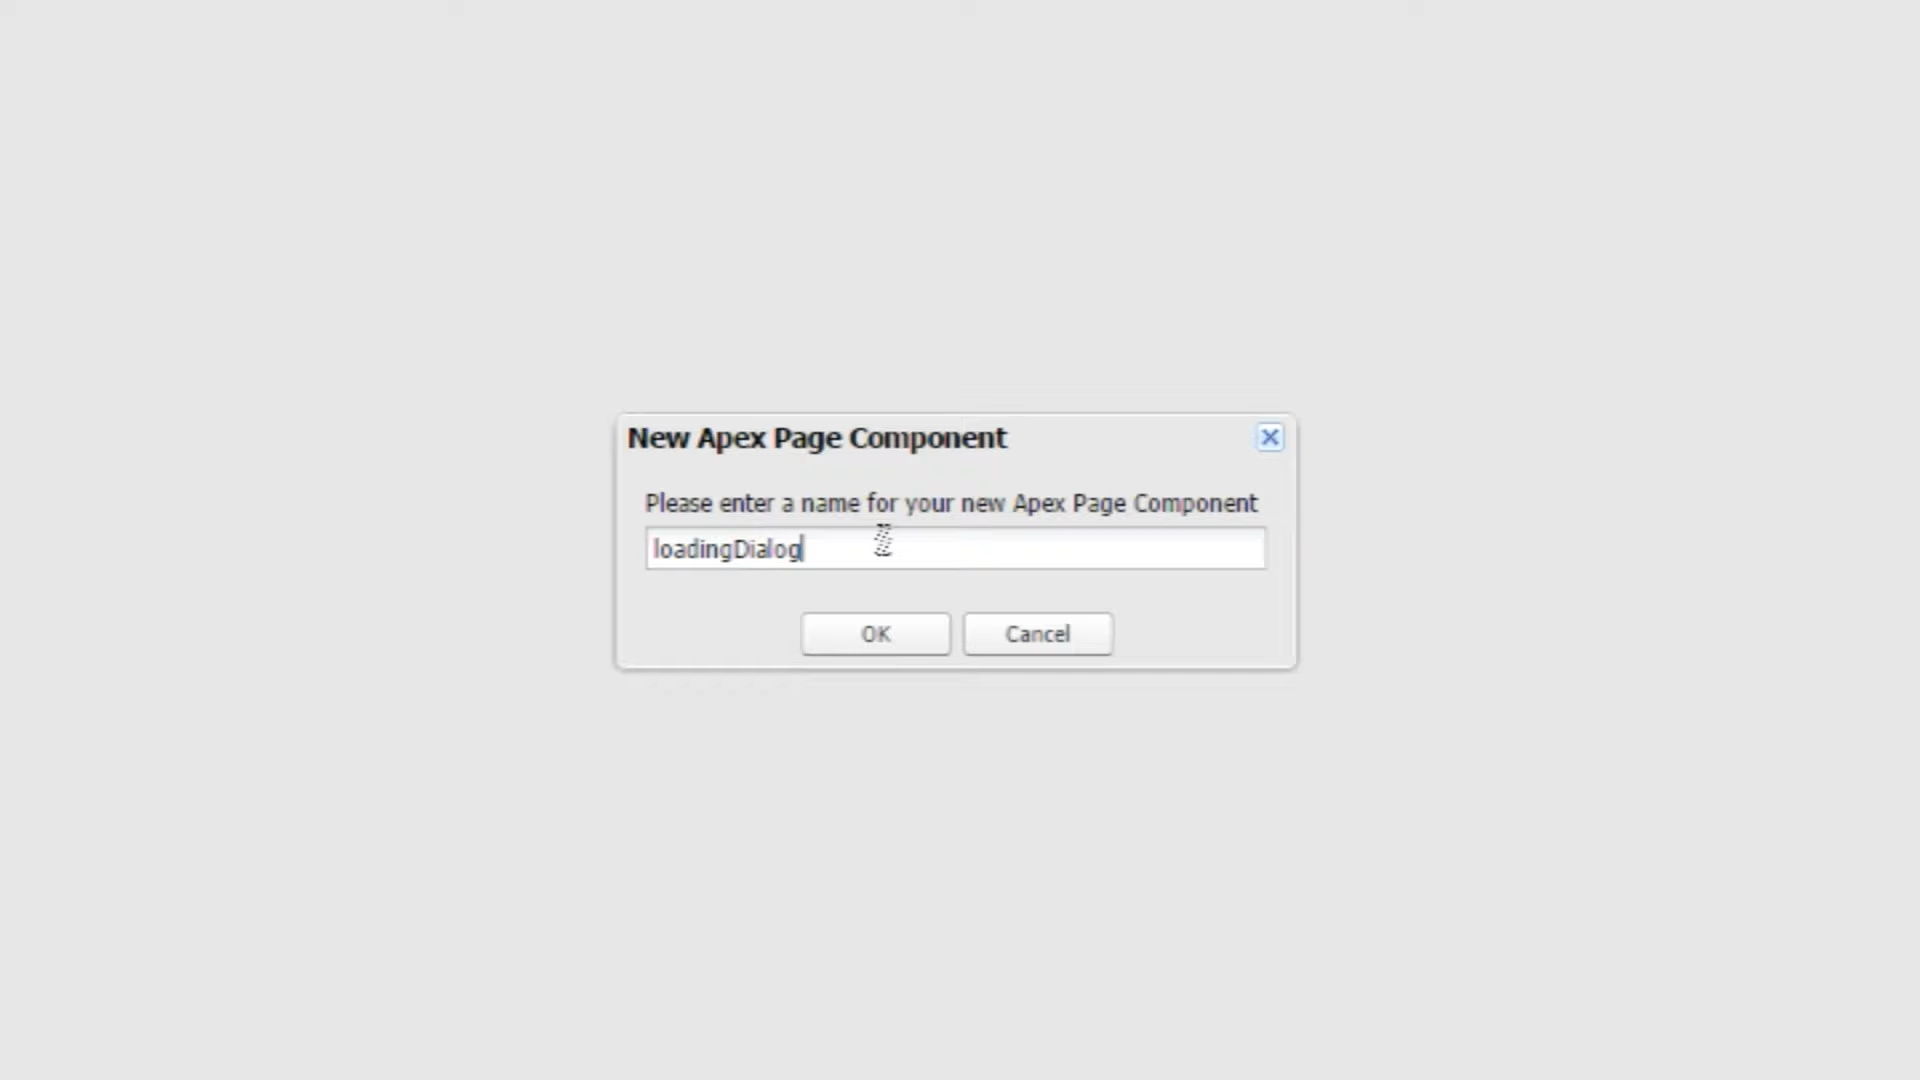 New Apex Page Component
Please enter a name for your new Apex Page Component
loadingDialog
OK Cancel